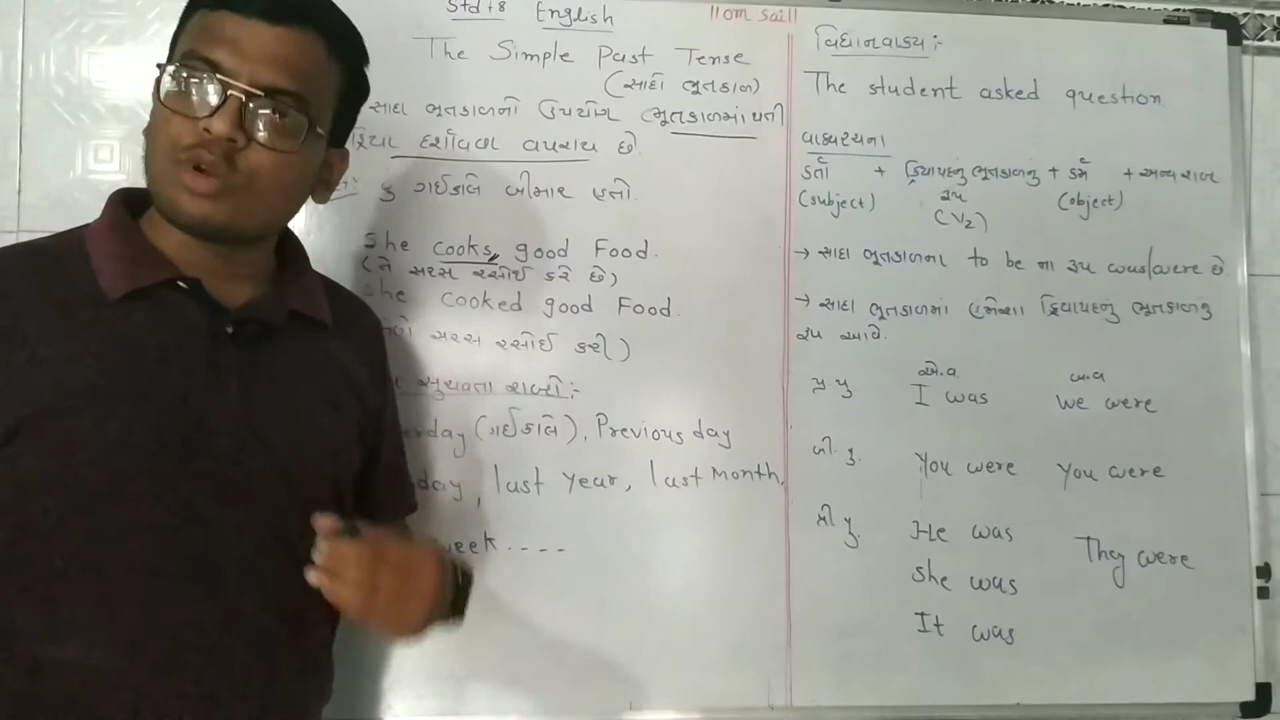 Std:8 English
||om Sai||
The Simple Past Tense
(સાદો ભૂતકાળ)
સાદા ભૂતકાળનો ઉપયોગ ભૂતકાળમાં થતી
ક્રિયા દર્શાવવા વપરાય છે.
હું ગઈકાલે બીમાર હતો.
She cooks good Food.
(તે સરસ રસોઈ કરે છે)
She cooked good Food.
સરસ રસોઈ કરી)
સુચવતા શબ્દો:-
(ગઈકાલે), Previous day
day, last year, last Month,
week ----
વિધાનવાક્ય:-
The student asked question.
વાક્યરચના
કર્તા + ક્રિયાપદનું ભૂતકાળનું + કર્મ + અન્ય શબ્દ
(subject) રૂપ (object)
(V2)
→ સાદા ભૂતકાળના to be ના રૂપ was/were છે
→ સાદા ભૂતકાળમાં હંમેશા ક્રિયાપદનું ભૂતકાળનું
રૂપ આવે.
એ.વ બ.વ
પ્ર.પુ I was We were
બી.પુ. You were You were
ત્રી પુ. He was They were
She was
It was